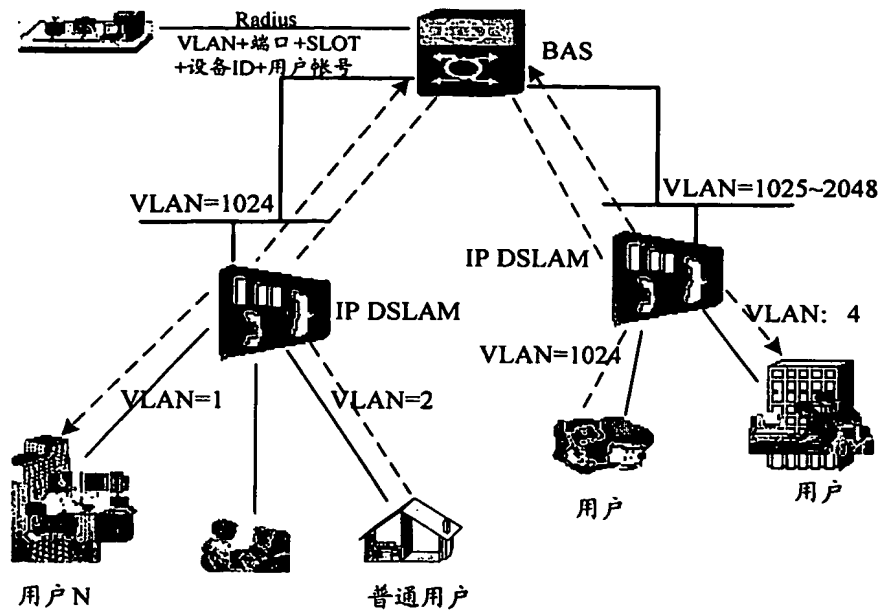 Radius
VLAN+端口+SLOT
+设备ID+用户帐号
BAS
VLAN=1024
VLAN=1025~2048
IP DSLAM
IP DSLAM
VLAN: 4
VLAN=1024
VLAN=1
VLAN=2
用户
用户
用户N
普通用户